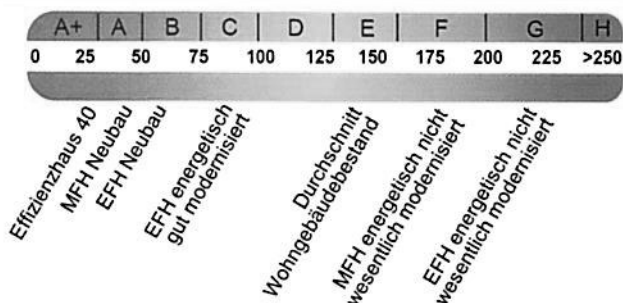 A+ A B C D E F G H
0 25 50 75 100 125 150 175 200 225 >250
Effizienzhaus 40
MFH Neubau
EFH Neubau
EFH energetisch
gut modernisiert
Durchschnitt
Wohngebäudebestand
MFH energetisch nicht
wesentlich modernisiert
EFH energetisch nicht
wesentlich modernisiert